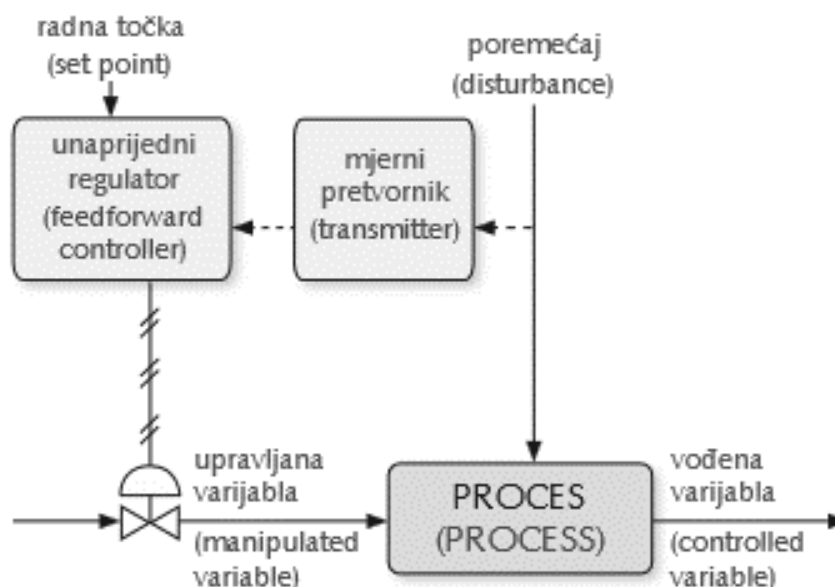 radna točka
(set point)
poremećaj
(disturbance)
unaprijedni
regulator
(feedforward
controller)
mjerni
pretvornik
(transmitter)
upravljana
varijabla
(manipulated
variable)
PROCES
(PROCESS)
vođena
varijabla
(controlled
variable)